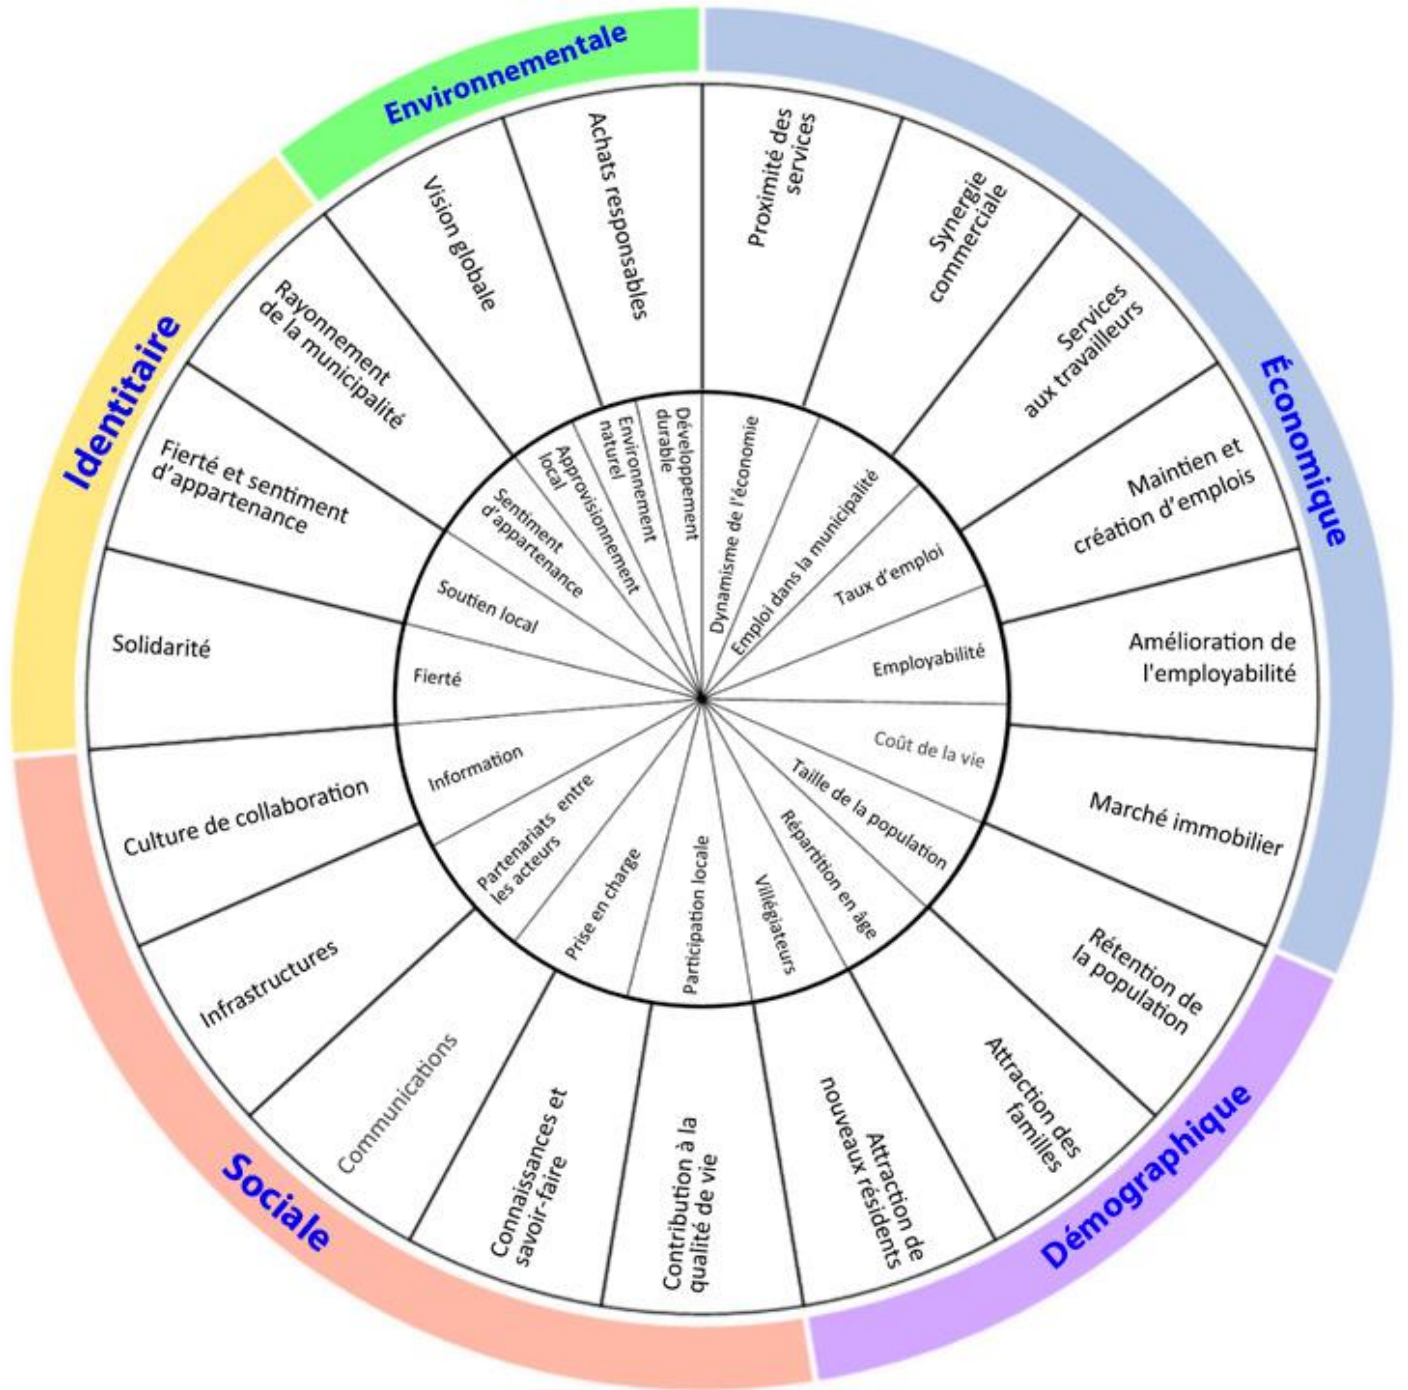 Environnementale
Économique
Démographique
Sociale
Identitaire
Proximité des
services
Synergie
commerciale
Services
aux travailleurs
Maintien et
création d'emplois
Amélioration de
l'employabilité
Marché immobilier
Rétention de
la population
Attraction des
familles
Attraction de
nouveaux résidents
Contribution à la
qualité de vie
Connaissances et
savoir-faire
Communications
Infrastructures
Culture de collaboration
Solidarité
Fierté et sentiment
d'appartenance
Rayonnement
de la municipalité
Vision globale
Achats responsables
Dynamisme de l'économie
Emploi dans la municipalité
Taux d'emploi
Employabilité
Coût de la vie
Taille de la population
Répartition en âge
Villégiateurs
Participation locale
Prise en charge
Partenariats entre
les acteurs
Information
Fierté
Soutien local
Sentiment
d'appartenance
Approvisionnement
local
Environnement
naturel
Développement
durable